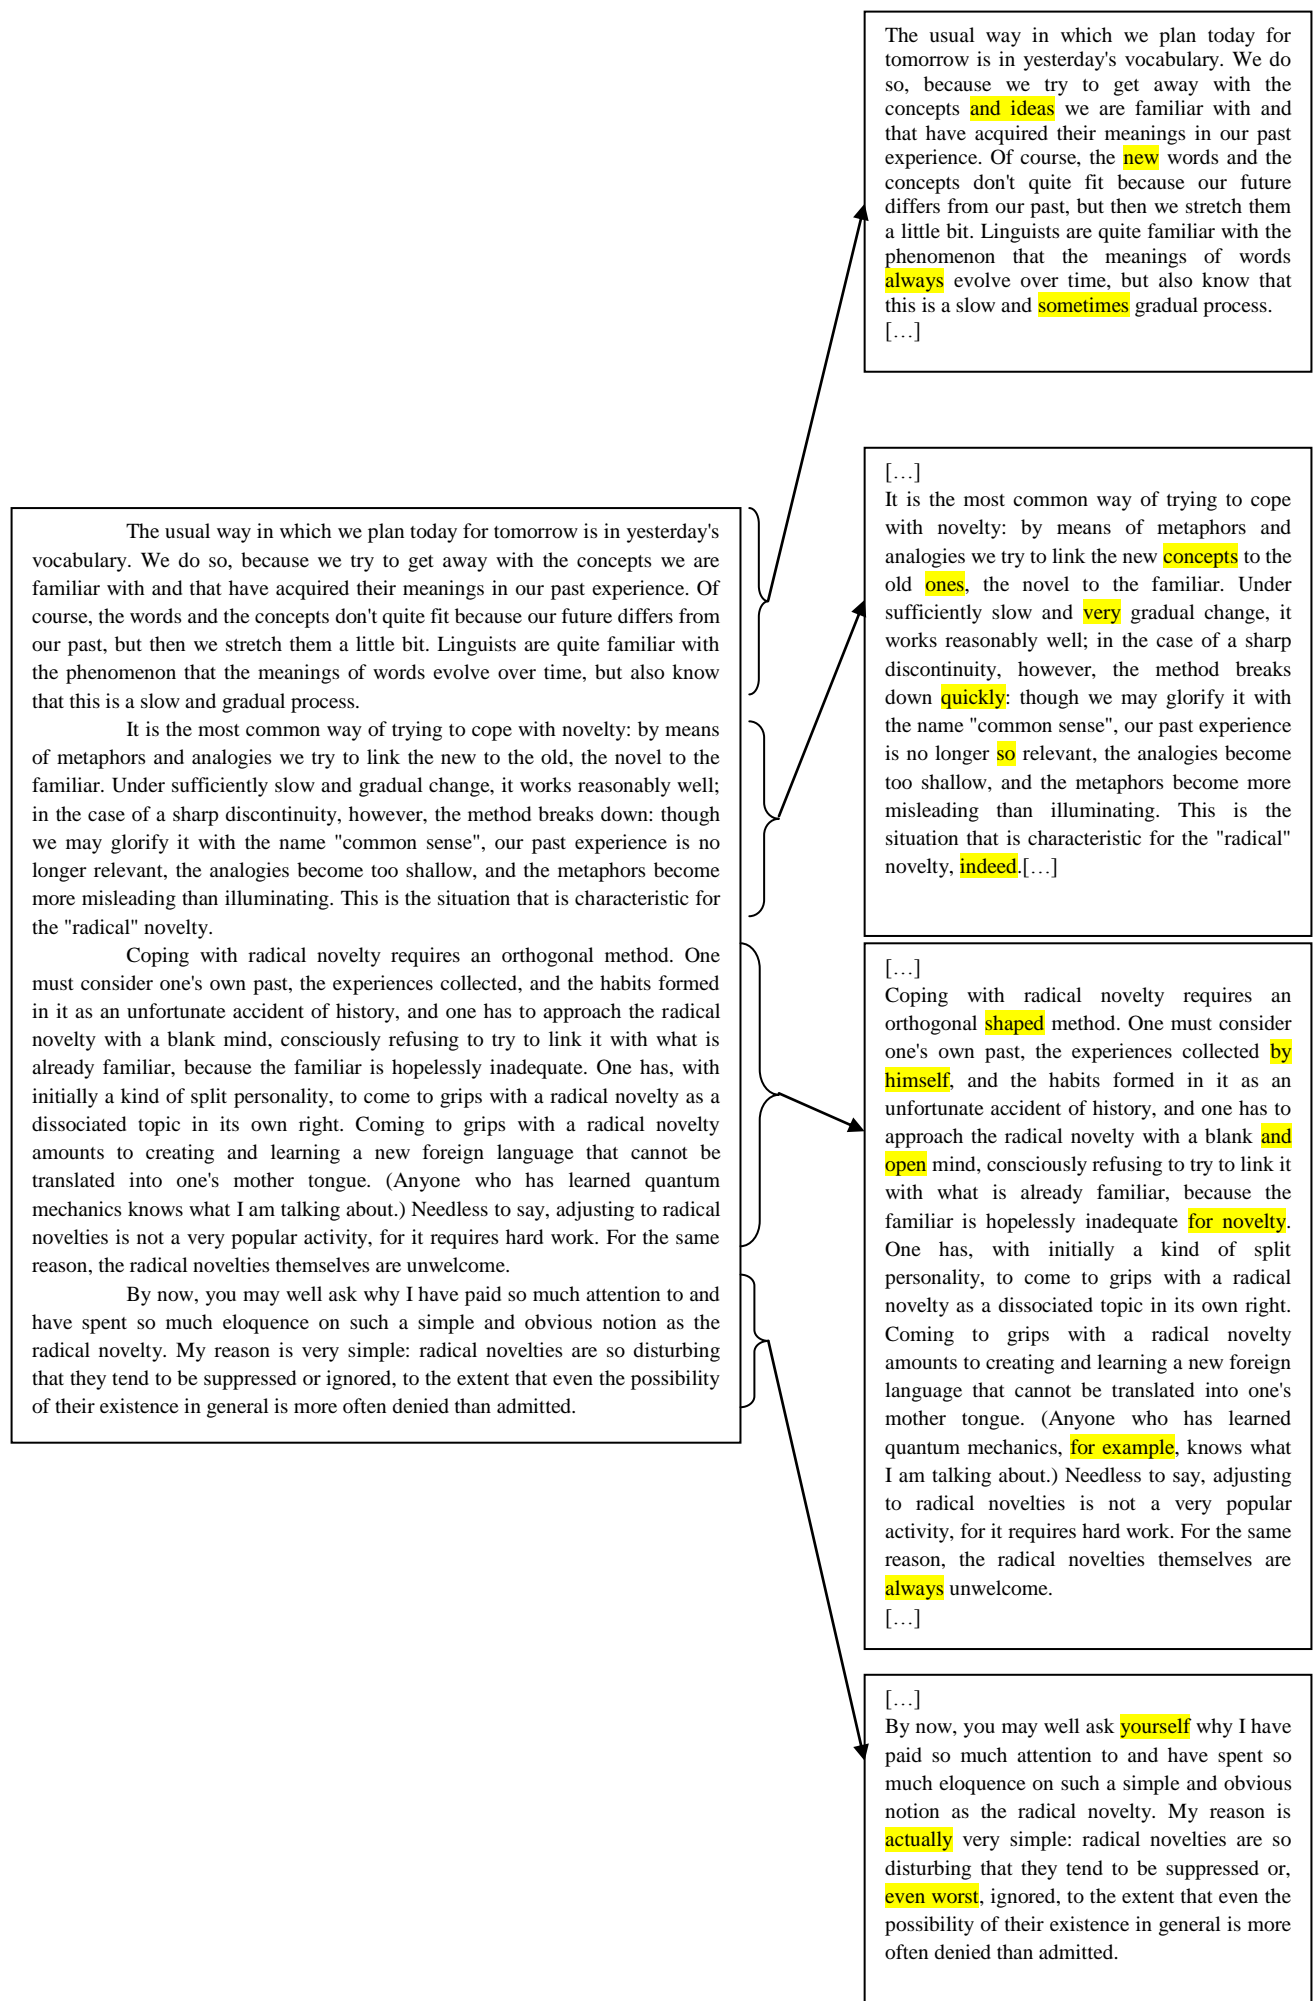 The usual way in which we plan today for
tomorrow is in yesterday's vocabulary. We do
so, because we try to get away with the
concepts and ideas we are familiar with and
that have acquired their meanings in our past
experience. Of course, the new words and the
concepts don't quite fit because our future
differs from our past, but then we stretch them
a little bit. Linguists are quite familiar with the
phenomenon that the meanings of words
always evolve over time, but also know that
this is a slow and sometimes gradual process.
[…]
The usual way in which we plan today for tomorrow is in yesterday's
vocabulary. We do so, because we try to get away with the concepts we are
familiar with and that have acquired their meanings in our past experience. Of
course, the words and the concepts don't quite fit because our future differs from
our past, but then we stretch them a little bit. Linguists are quite familiar with
the phenomenon that the meanings of words evolve over time, but also know
that this is a slow and gradual process.
It is the most common way of trying to cope with novelty: by means
of metaphors and analogies we try to link the new to the old, the novel to the
familiar. Under sufficiently slow and gradual change, it works reasonably well;
in the case of a sharp discontinuity, however, the method breaks down: though
we may glorify it with the name "common sense", our past experience is no
longer relevant, the analogies become too shallow, and the metaphors become
more misleading than illuminating. This is the situation that is characteristic for
the "radical" novelty.
Coping with radical novelty requires an orthogonal method. One
must consider one's own past, the experiences collected, and the habits formed
in it as an unfortunate accident of history, and one has to approach the radical
novelty with a blank mind, consciously refusing to try to link it with what is
already familiar, because the familiar is hopelessly inadequate. One has, with
initially a kind of split personality, to come to grips with a radical novelty as a
dissociated topic in its own right. Coming to grips with a radical novelty
amounts to creating and learning a new foreign language that cannot be
translated into one's mother tongue. (Anyone who has learned quantum
mechanics knows what I am talking about.) Needless to say, adjusting to radical
novelties is not a very popular activity, for it requires hard work. For the same
reason, the radical novelties themselves are unwelcome.
By now, you may well ask why I have paid so much attention to and
have spent so much eloquence on such a simple and obvious notion as the
radical novelty. My reason is very simple: radical novelties are so disturbing
that they tend to be suppressed or ignored, to the extent that even the possibility
of their existence in general is more often denied than admitted.
[…]
It is the most common way of trying to cope
with novelty: by means of metaphors and
analogies we try to link the new concepts to the
old ones, the novel to the familiar. Under
sufficiently slow and very gradual change, it
works reasonably well; in the case of a sharp
discontinuity, however, the method breaks
down quickly: though we may glorify it with
the name "common sense", our past experience
is no longer so relevant, the analogies become
too shallow, and the metaphors become more
misleading than illuminating. This is the
situation that is characteristic for the "radical"
novelty, indeed.[…]
[…]
Coping with radical novelty requires an
orthogonal shaped method. One must consider
one's own past, the experiences collected by
himself, and the habits formed in it as an
unfortunate accident of history, and one has to
approach the radical novelty with a blank and
open mind, consciously refusing to try to link it
with what is already familiar, because the
familiar is hopelessly inadequate for novelty.
One has, with initially a kind of split
personality, to come to grips with a radical
novelty as a dissociated topic in its own right.
Coming to grips with a radical novelty
amounts to creating and learning a new foreign
language that cannot be translated into one's
mother tongue. (Anyone who has learned
quantum mechanics, for example, knows what
I am talking about.) Needless to say, adjusting
to radical novelties is not a very popular
activity, for it requires hard work. For the same
reason, the radical novelties themselves are
always unwelcome.
[…]
[…]
By now, you may well ask yourself why I have
paid so much attention to and have spent so
much eloquence on such a simple and obvious
notion as the radical novelty. My reason is
actually very simple: radical novelties are so
disturbing that they tend to be suppressed or,
even worst, ignored, to the extent that even the
possibility of their existence in general is more
often denied than admitted.